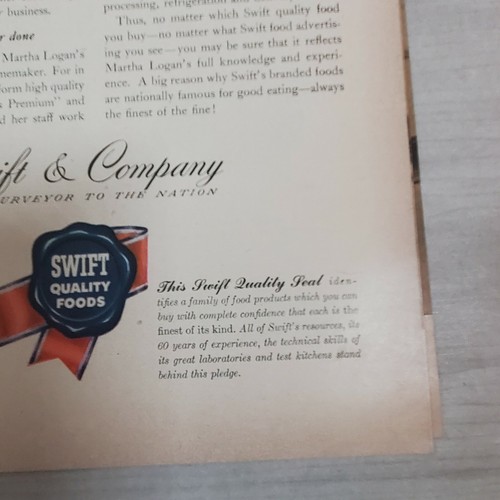 processing, refrigeration and
business.
Thus, no matter which Swift quality food
you buy—no matter what Swift food advertis-
ing you see—you may be sure that it reflects
Martha Logan's full knowledge and experi-
ence. A big reason why Swift's branded foods
are nationally famous for good eating—always
the finest of the fine!
done
Martha Logan's
For in
high quality
Premium" and
her staff work
& Company
TO THE NATION
SWIFT
QUALITY
FOODS
This Swift Quality Seal iden-
tifies a family of food products which you can
buy with complete confidence that each is the
finest of its kind. All of Swift's resources, its
60 years of experience, the technical skills of
its great laboratories and test kitchens stand
behind this pledge.